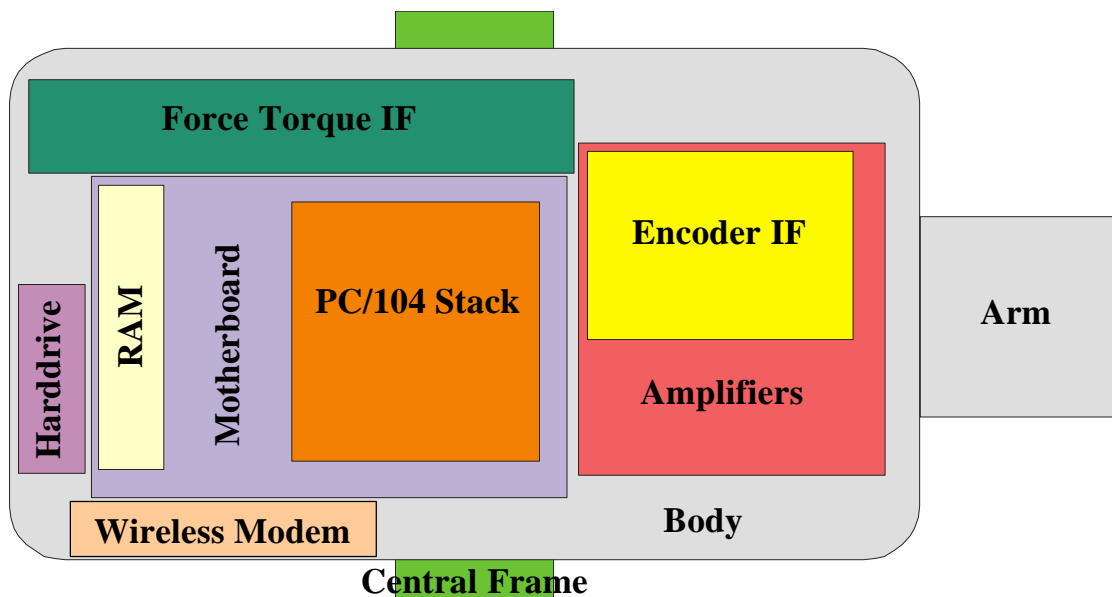 Force Torque IF
Encoder IF
RAM
Motherboard
PC/104 Stack
Harddrive
Arm
Amplifiers
Body
Wireless Modem
Central Frame